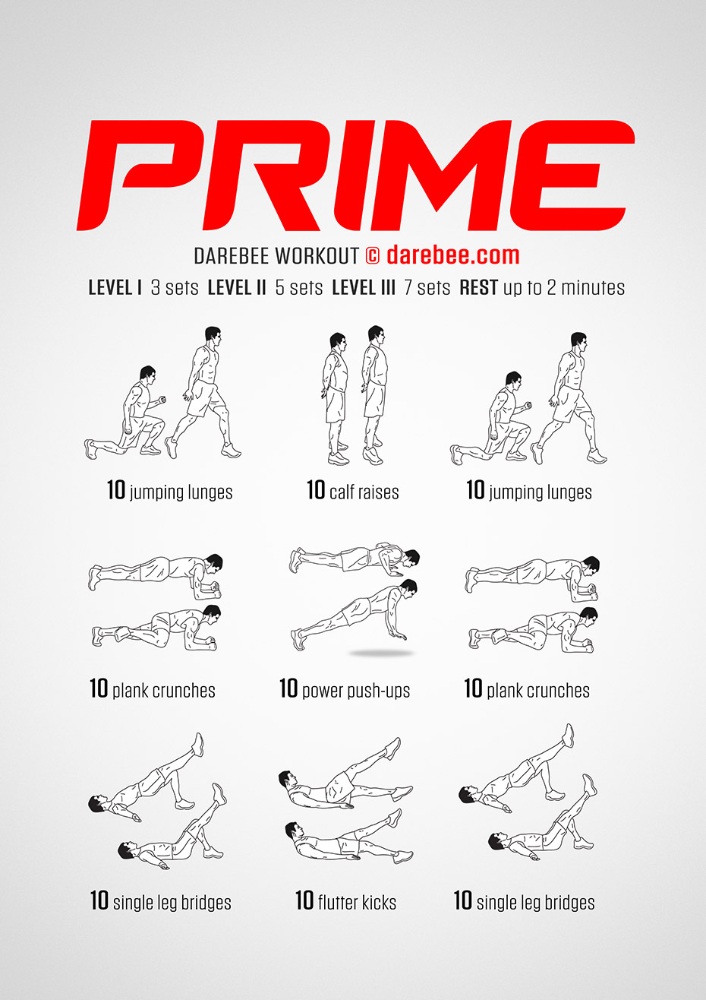 PRIME
DAREBEE WORKOUT © darebee.com
LEVEL I 3 sets LEVEL II 5 sets LEVEL III 7 sets REST up to 2 minutes
10 jumping lunges
10 calf raises
10 jumping lunges
10 plank crunches
10 power push-ups
10 plank crunches
10 single leg bridges
10 flutter kicks
10 single leg bridges